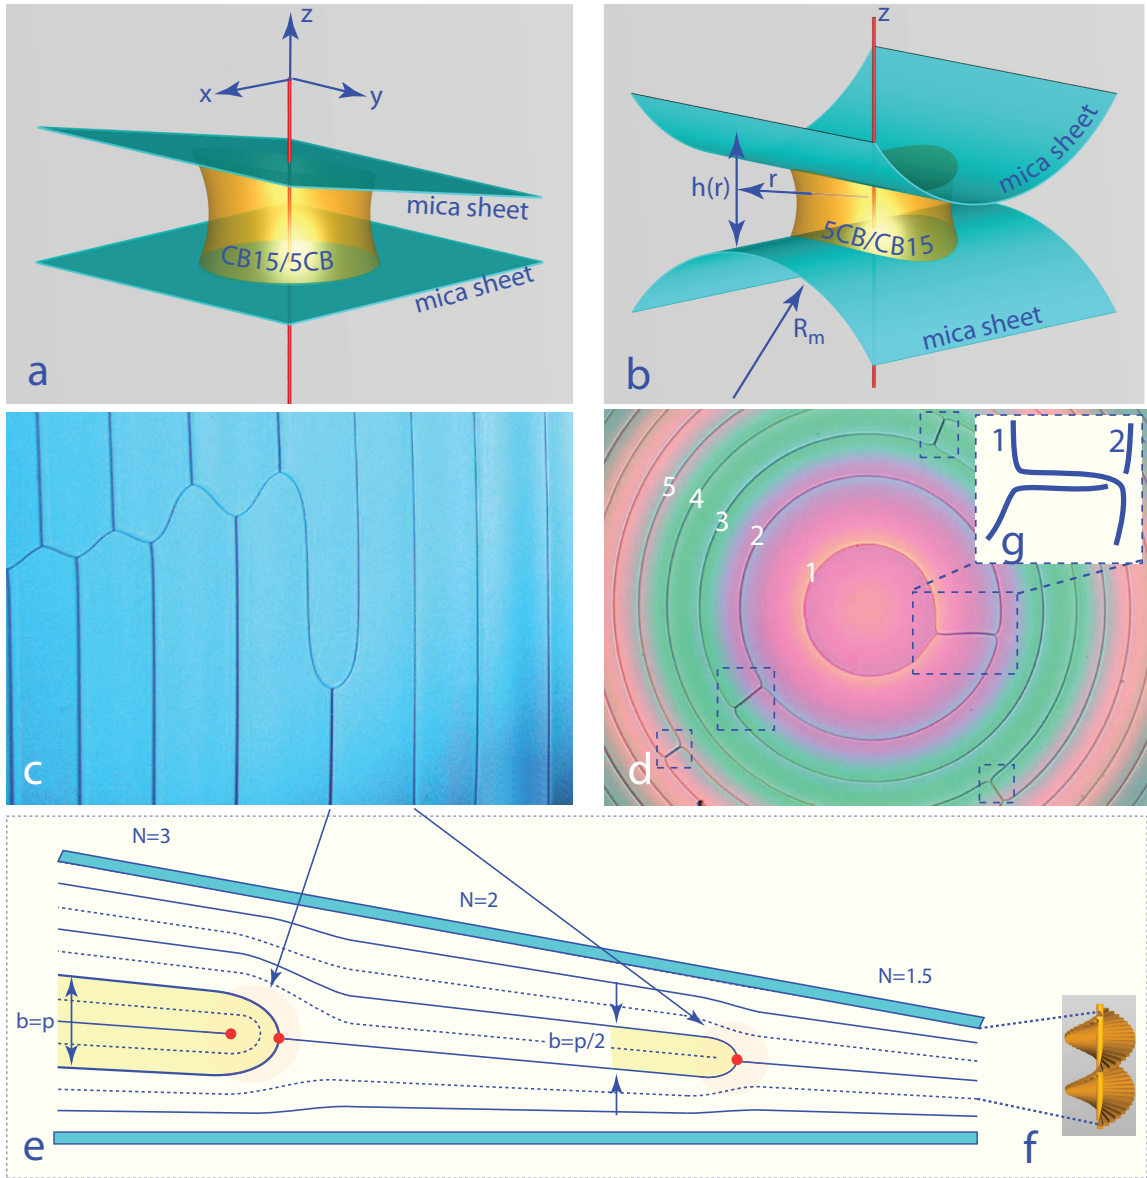 z
x
y
mica sheet
CB15/5CB
mica sheet
a
z
mica sheet
h(r)
r
5CB/CB15
mica sheet
R_m
b
c
1
2
g
5
4
3
2
1
d
N=3
N=2
N=1.5
b=p
b=p/2
e
f